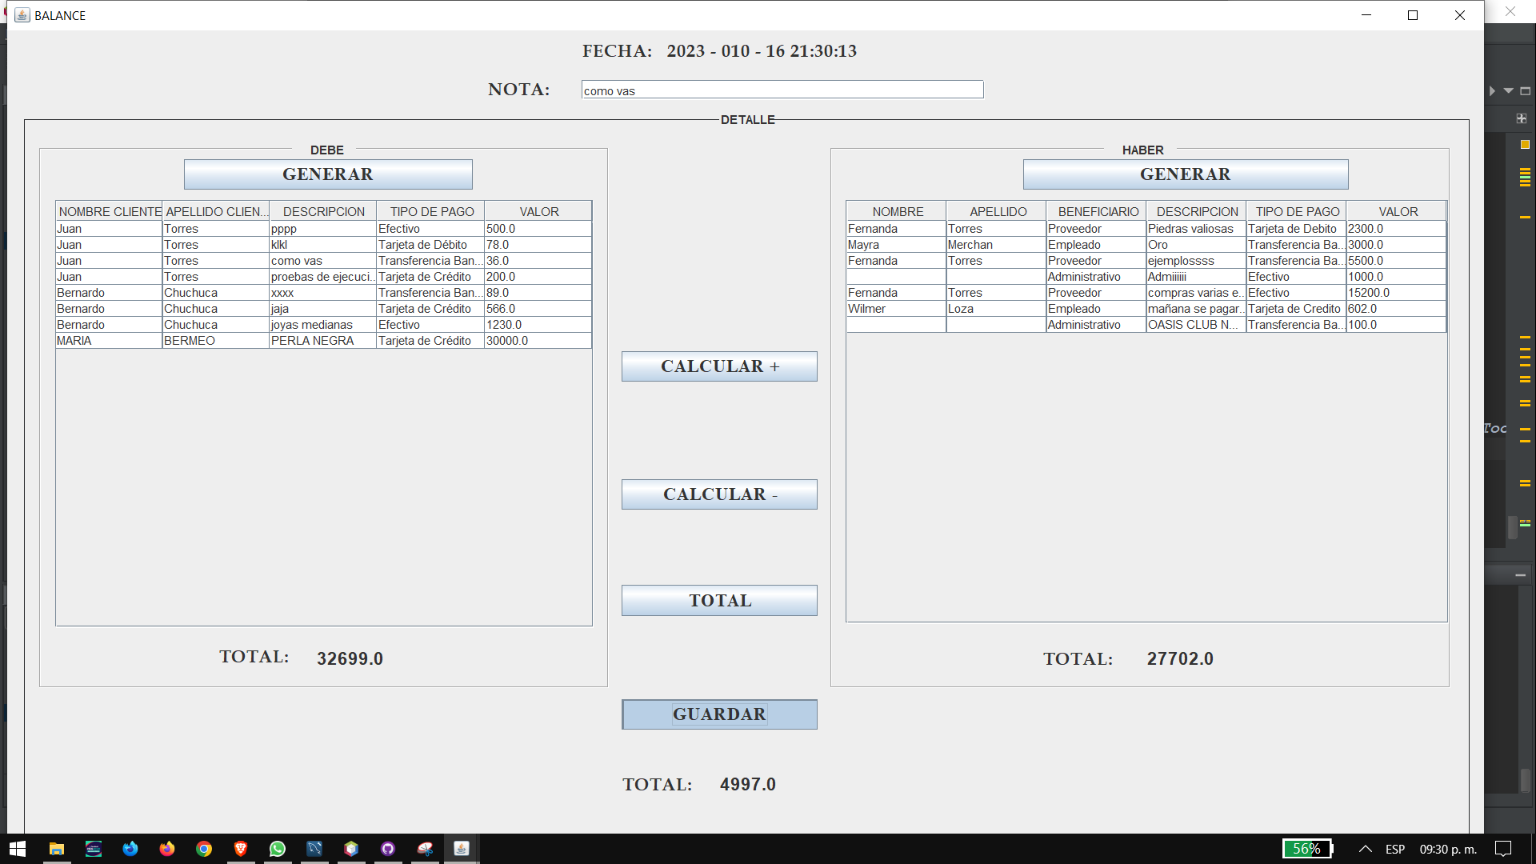 BALANCE
FECHA: 2023 - 010 - 16 21:30:13
NOTA: como vas
DETALLE
DEBE
GENERAR
NOMBRE CLIENTE APELLIDO CLIEN... DESCRIPCION TIPO DE PAGO VALOR
Juan Torres pppp Efectivo 500.0
Juan Torres klkl Tarjeta de Débito 78.0
Juan Torres como vas Transferencia Ban... 36.0
Juan Torres proebas de ejecuci... Tarjeta de Crédito 200.0
Bernardo Chuchuca xxxx Transferencia Ban... 89.0
Bernardo Chuchuca jaja Tarjeta de Crédito 566.0
Bernardo Chuchuca joyas medianas Efectivo 1230.0
MARIA BERMEO PERLA NEGRA Tarjeta de Crédito 30000.0
TOTAL: 32699.0
CALCULAR +
CALCULAR -
TOTAL
GUARDAR
TOTAL: 4997.0
HABER
GENERAR
NOMBRE APELLIDO BENEFICIARIO DESCRIPCION TIPO DE PAGO VALOR
Fernanda Torres Proveedor Piedras valiosas Tarjeta de Debito 2300.0
Mayra Merchan Empleado Oro Transferencia Ba... 3000.0
Fernanda Torres Proveedor ejemplossss Transferencia Ba... 5500.0
Administrativo Admiiiiii Efectivo 1000.0
Fernanda Torres Proveedor compras varias e... Efectivo 15200.0
Wilmer Loza Empleado mañana se pagar... Tarjeta de Credito 602.0
Administrativo OASIS CLUB N... Transferencia Ba... 100.0
TOTAL: 27702.0
Toc
56% ESP 09:30 p. m.